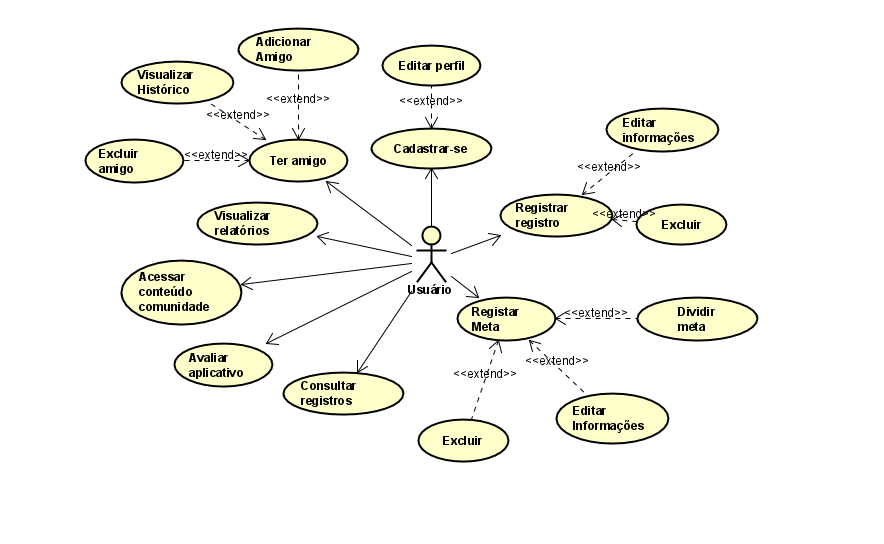 Adicionar
Amigo
Visualizar
Histórico
<<extend>>
<<extend>>
Excluir
amigo
<<extend>>
Ter amigo
Editar perfil
<<extend>>
Cadastrar-se
Editar
informações
<<extend>>
Registrar
registro
<<extend>>
Excluir
Visualizar
relatórios
Acessar
conteúdo
comunidade
Usuário
Registar
Meta
<<extend>>
Dividir
meta
Avaliar
aplicativo
Consultar
registros
<<extend>>
<<extend>>
Excluir
Editar
Informações